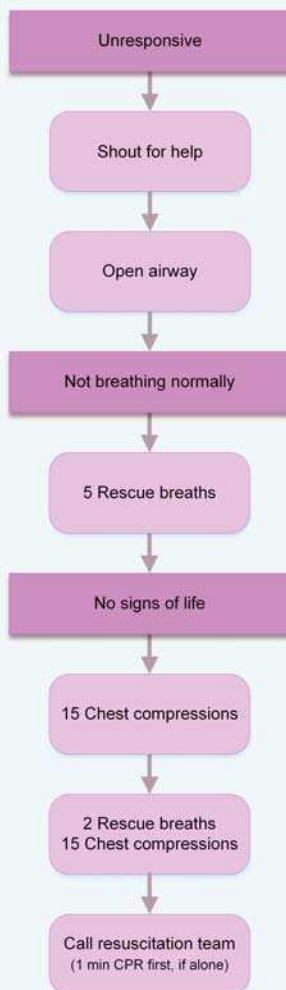 Unresponsive
Shout for help
Open airway
Not breathing normally
5 Rescue breaths
No signs of life
15 Chest compressions
2 Rescue breaths
15 Chest compressions
Call resuscitation team
(1 min CPR first, if alone)